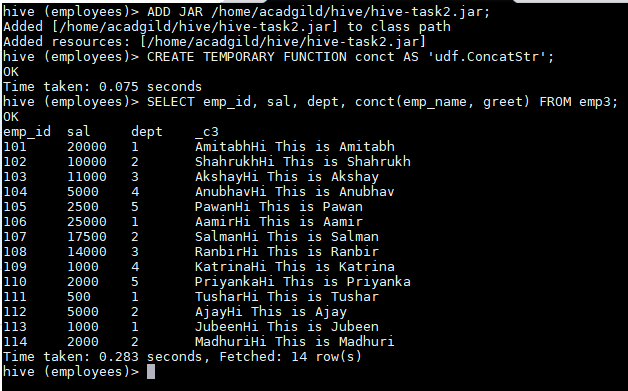 hive (employees)> ADD JAR /home/acadgild/hive/hive-task2.jar;
Added [/home/acadgild/hive/hive-task2.jar] to class path
Added resources: [/home/acadgild/hive/hive-task2.jar]
hive (employees)> CREATE TEMPORARY FUNCTION conct AS 'udf.ConcatStr';
OK
Time taken: 0.075 seconds
hive (employees)> SELECT emp_id, sal, dept, conct(emp_name, greet) FROM emp3;
OK
emp_id sal dept _c3
101 20000 1 AmitabhHi This is Amitabh
102 10000 2 ShahrukhHi This is Shahrukh
103 11000 3 AkshayHi This is Akshay
104 5000 4 AnubhavHi This is Anubhav
105 2500 5 PawanHi This is Pawan
106 25000 1 AamirHi This is Aamir
107 17500 2 SalmanHi This is Salman
108 14000 3 RanbirHi This is Ranbir
109 1000 4 KatrinaHi This is Katrina
110 2000 5 PriyankaHi This is Priyanka
111 500 1 TusharHi This is Tushar
112 5000 2 AjayHi This is Ajay
113 1000 1 JubeenHi This is Jubeen
114 2000 2 MadhuriHi This is Madhuri
Time taken: 0.283 seconds, Fetched: 14 row(s)
hive (employees)>